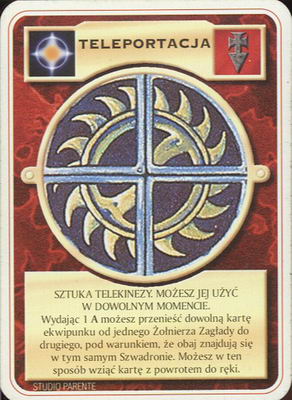 TELEPORTACJA
SZTUKA TELEKINEZY. MOŻESZ JEJ UŻYĆ
W DOWOLNYM MOMENCIE.
Wydając 1 A możesz przenieść dowolną kartę
ekwipunku od jednego Żołnierza Zagłady do
drugiego, pod warunkiem, że obaj znajdują się
w tym samym Szwadronie. Możesz w ten
sposób wziąć kartę z powrotem do ręki.
STUDIO PARENTE